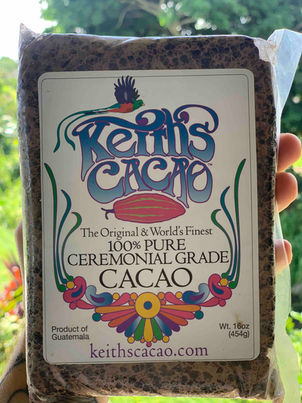 Keith's
CACAO
The Original & World's Finest
100% PURE
CEREMONIAL GRADE
CACAO
Product of
Guatemala
Wt. 16oz
(454g)
keithscacao.com